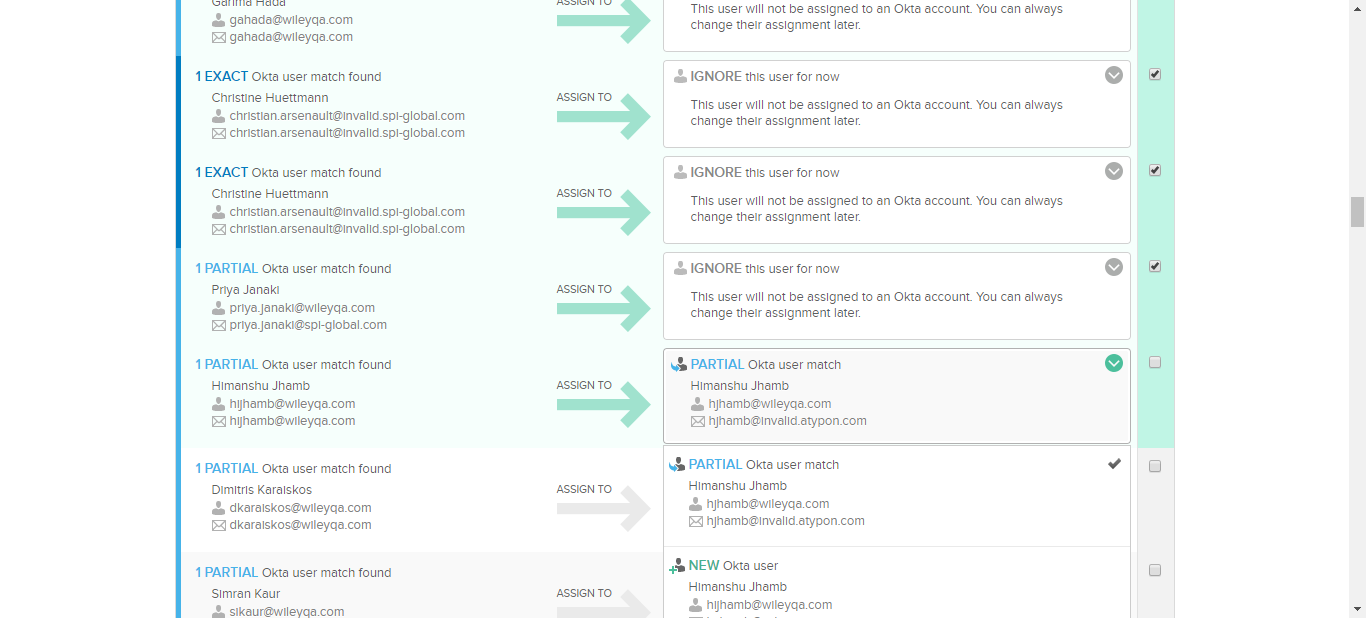 Garima Hada
gahada@wileyqa.com
gahada@wileyqa.com
ASSIGN TO
This user will not be assigned to an Okta account. You can always
change their assignment later.
1 EXACT Okta user match found
Christine Huettmann
christian.arsenault@invalid.spi-global.com
christian.arsenault@invalid.spi-global.com
ASSIGN TO
IGNORE this user for now
This user will not be assigned to an Okta account. You can always
change their assignment later.
1 EXACT Okta user match found
Christine Huettmann
christian.arsenault@invalid.spi-global.com
christian.arsenault@invalid.spi-global.com
ASSIGN TO
IGNORE this user for now
This user will not be assigned to an Okta account. You can always
change their assignment later.
1 PARTIAL Okta user match found
Priya Janaki
priya.janaki@wileyqa.com
priya.janaki@spi-global.com
ASSIGN TO
IGNORE this user for now
This user will not be assigned to an Okta account. You can always
change their assignment later.
1 PARTIAL Okta user match found
Himanshu Jhamb
hijhamb@wileyqa.com
hijhamb@wileyqa.com
ASSIGN TO
PARTIAL Okta user match
Himanshu Jhamb
hjhamb@wileyqa.com
hjhamb@invalid.atypon.com
1 PARTIAL Okta user match found
Dimitris Karaiskos
dkaraiskos@wileyqa.com
dkaraiskos@wileyqa.com
ASSIGN TO
PARTIAL Okta user match
Himanshu Jhamb
hjhamb@wileyqa.com
hjhamb@invalid.atypon.com
1 PARTIAL Okta user match found
Simran Kaur
sikaur@wileyqa.com
ASSIGN TO
NEW Okta user
Himanshu Jhamb
hijhamb@wileyqa.com